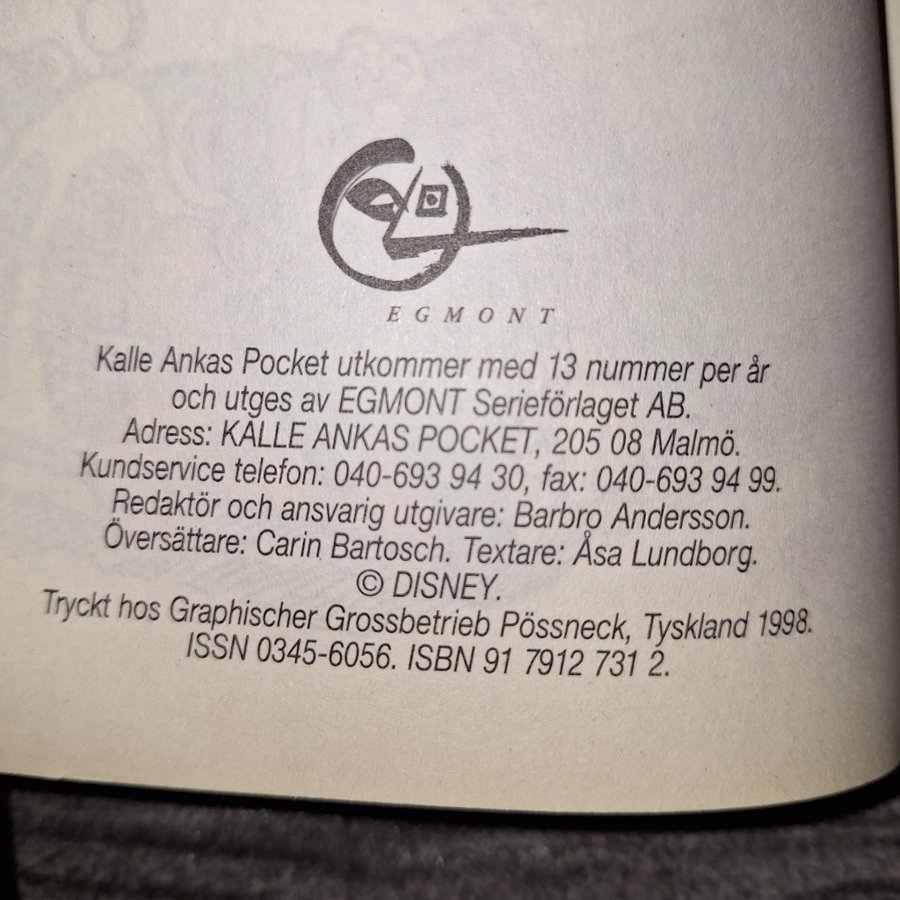 EGMONT
Kalle Ankas Pocket utkommer med 13 nummer per år
och utges av EGMONT Serieförlaget AB.
Adress: KALLE ANKAS POCKET, 205 08 Malmö.
Kundservice telefon: 040-693 94 30, fax: 040-693 94 99.
Redaktör och ansvarig utgivare: Barbro Andersson.
Översättare: Carin Bartosch. Textare: Åsa Lundborg.
© DISNEY.
Tryckt hos Graphischer Grossbetrieb Pössneck, Tyskland 1998.
ISSN 0345-6056. ISBN 91 7912 731 2.